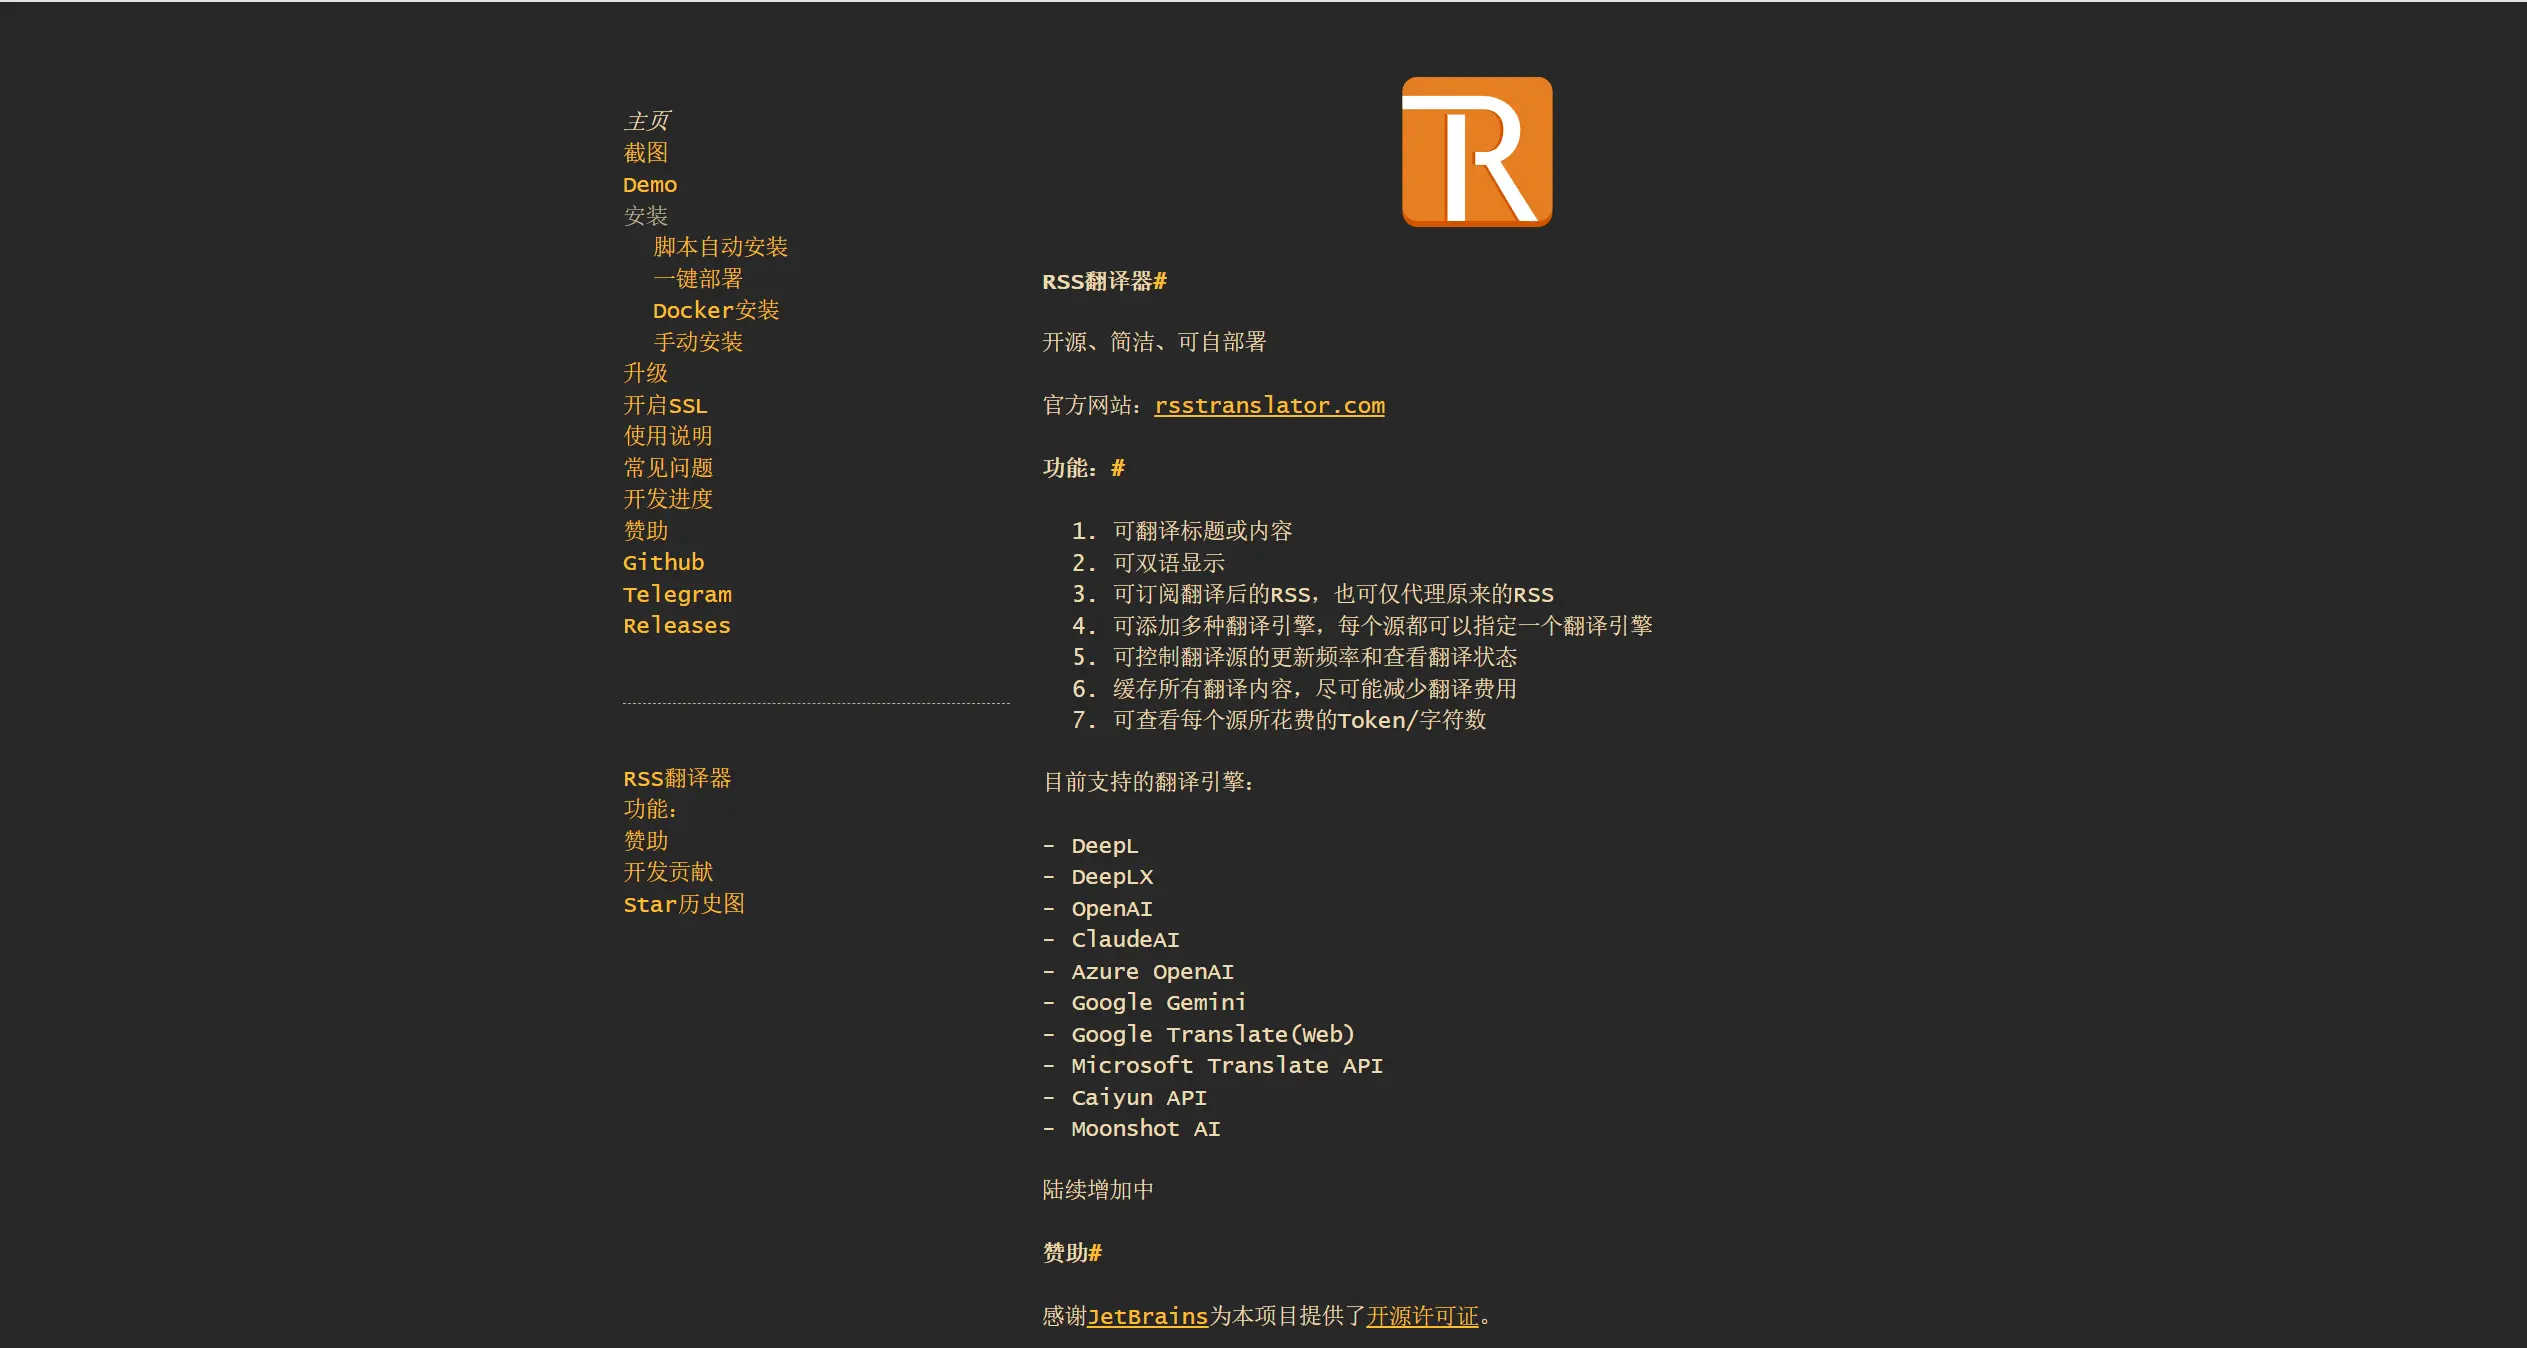 主页
截图
Demo
安装
脚本自动安装
一键部署
Docker安装
手动安装
升级
开启SSL
使用说明
常见问题
开发进度
赞助
Github
Telegram
Releases
RSS翻译器
功能：
赞助
开发贡献
Star历史图
R
RSS翻译器#
开源、简洁、可自部署
官方网站：rsstranslator.com
功能：#
1. 可翻译标题或内容
2. 可双语显示
3. 可订阅翻译后的RSS，也可仅代理原来的RSS
4. 可添加多种翻译引擎，每个源都可以指定一个翻译引擎
5. 可控制翻译源的更新频率和查看翻译状态
6. 缓存所有翻译内容，尽可能减少翻译费用
7. 可查看每个源所花费的Token/字符数
目前支持的翻译引擎：
- DeepL
- DeepLX
- OpenAI
- ClaudeAI
- Azure OpenAI
- Google Gemini
- Google Translate(Web)
- Microsoft Translate API
- Caiyun API
- Moonshot AI
陆续增加中
赞助#
感谢JetBrains为本项目提供了开源许可证。